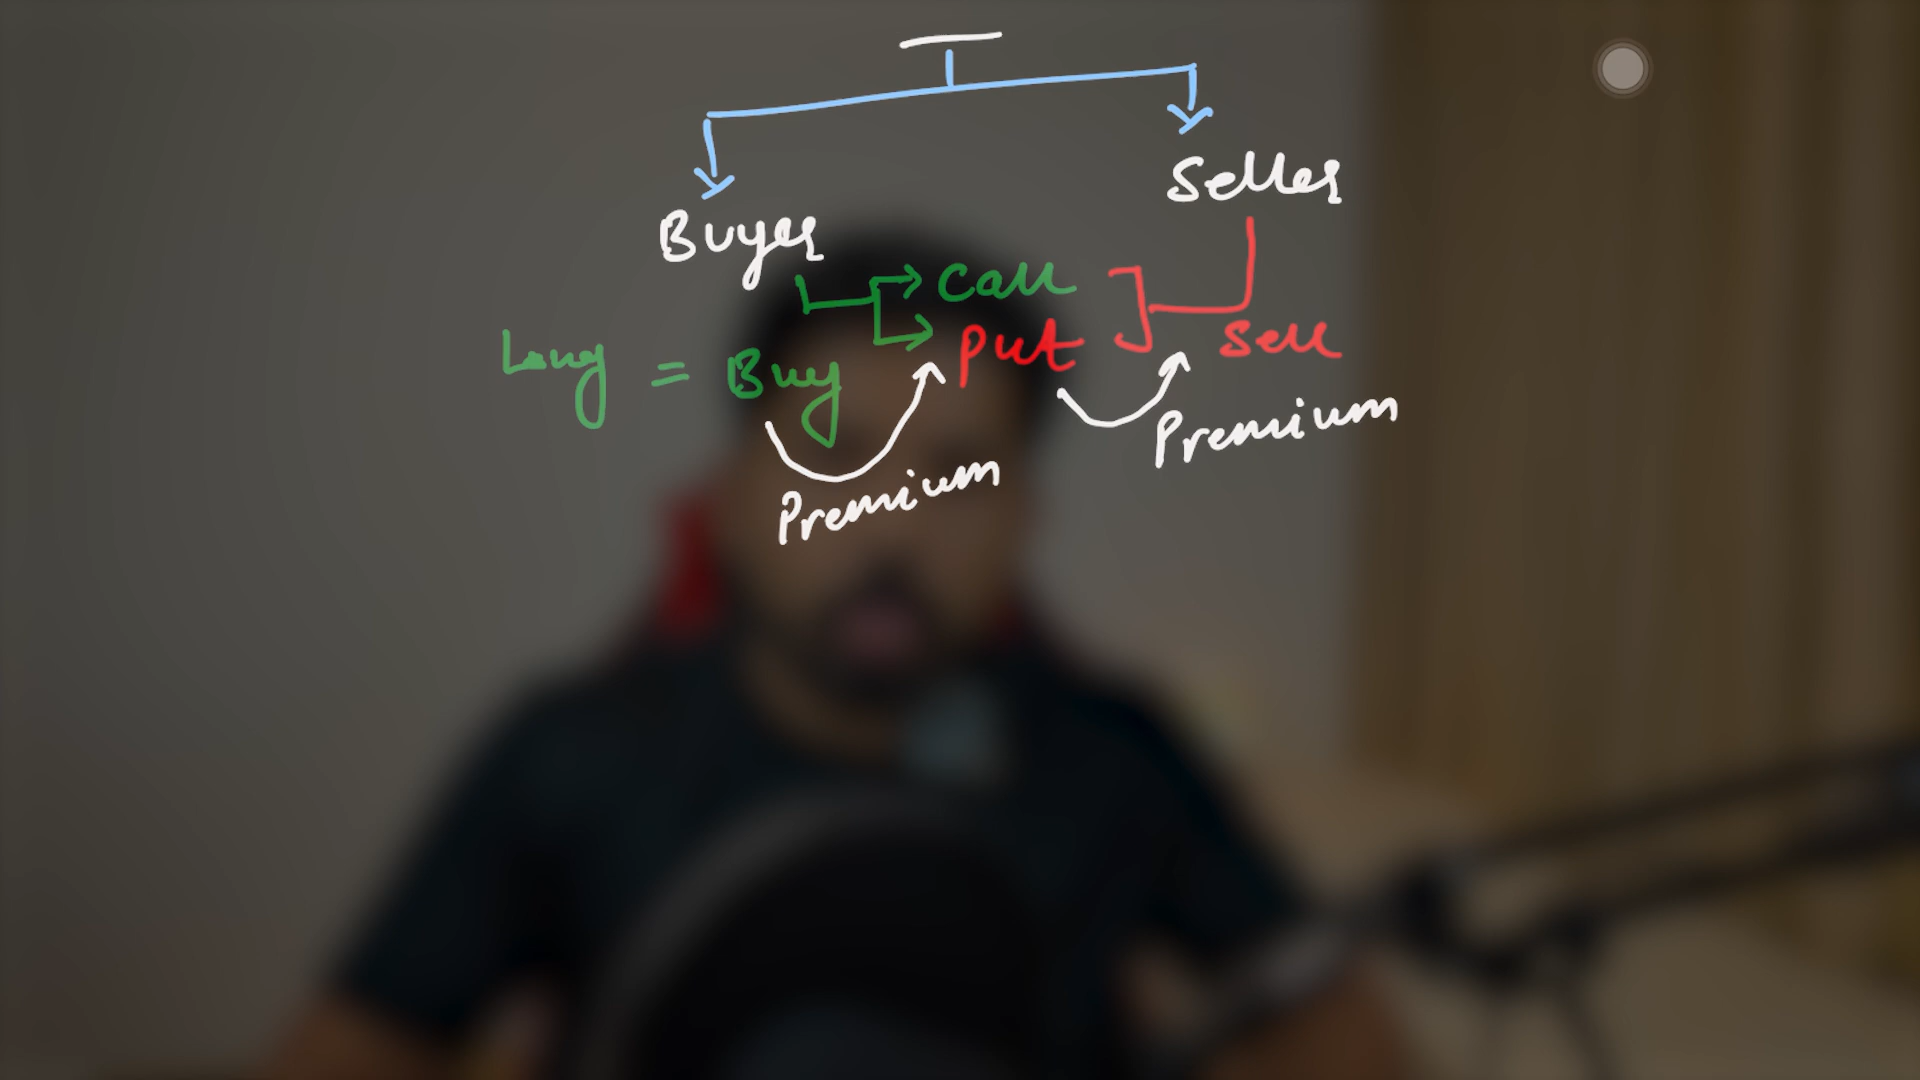 Seller
Buyer
Call
Put
Sell
Long = Buy
Premium
Premium